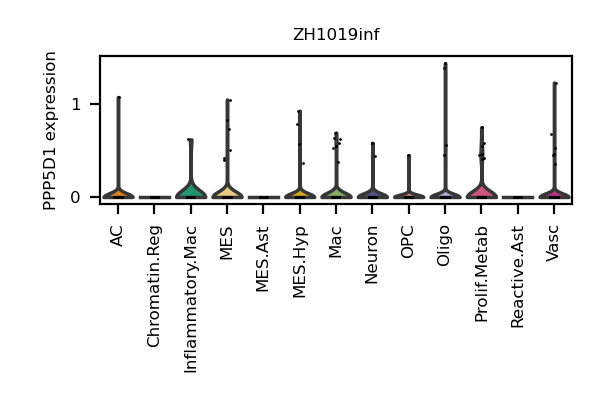 ZH1019inf
PPP5D1 expression
1
0
AC
Chromatin.Reg
Inflammatory.Mac
MES
MES.Ast
MES.Hyp
Mac
Neuron
OPC
Oligo
Prolif.Metab
Reactive.Ast
Vasc